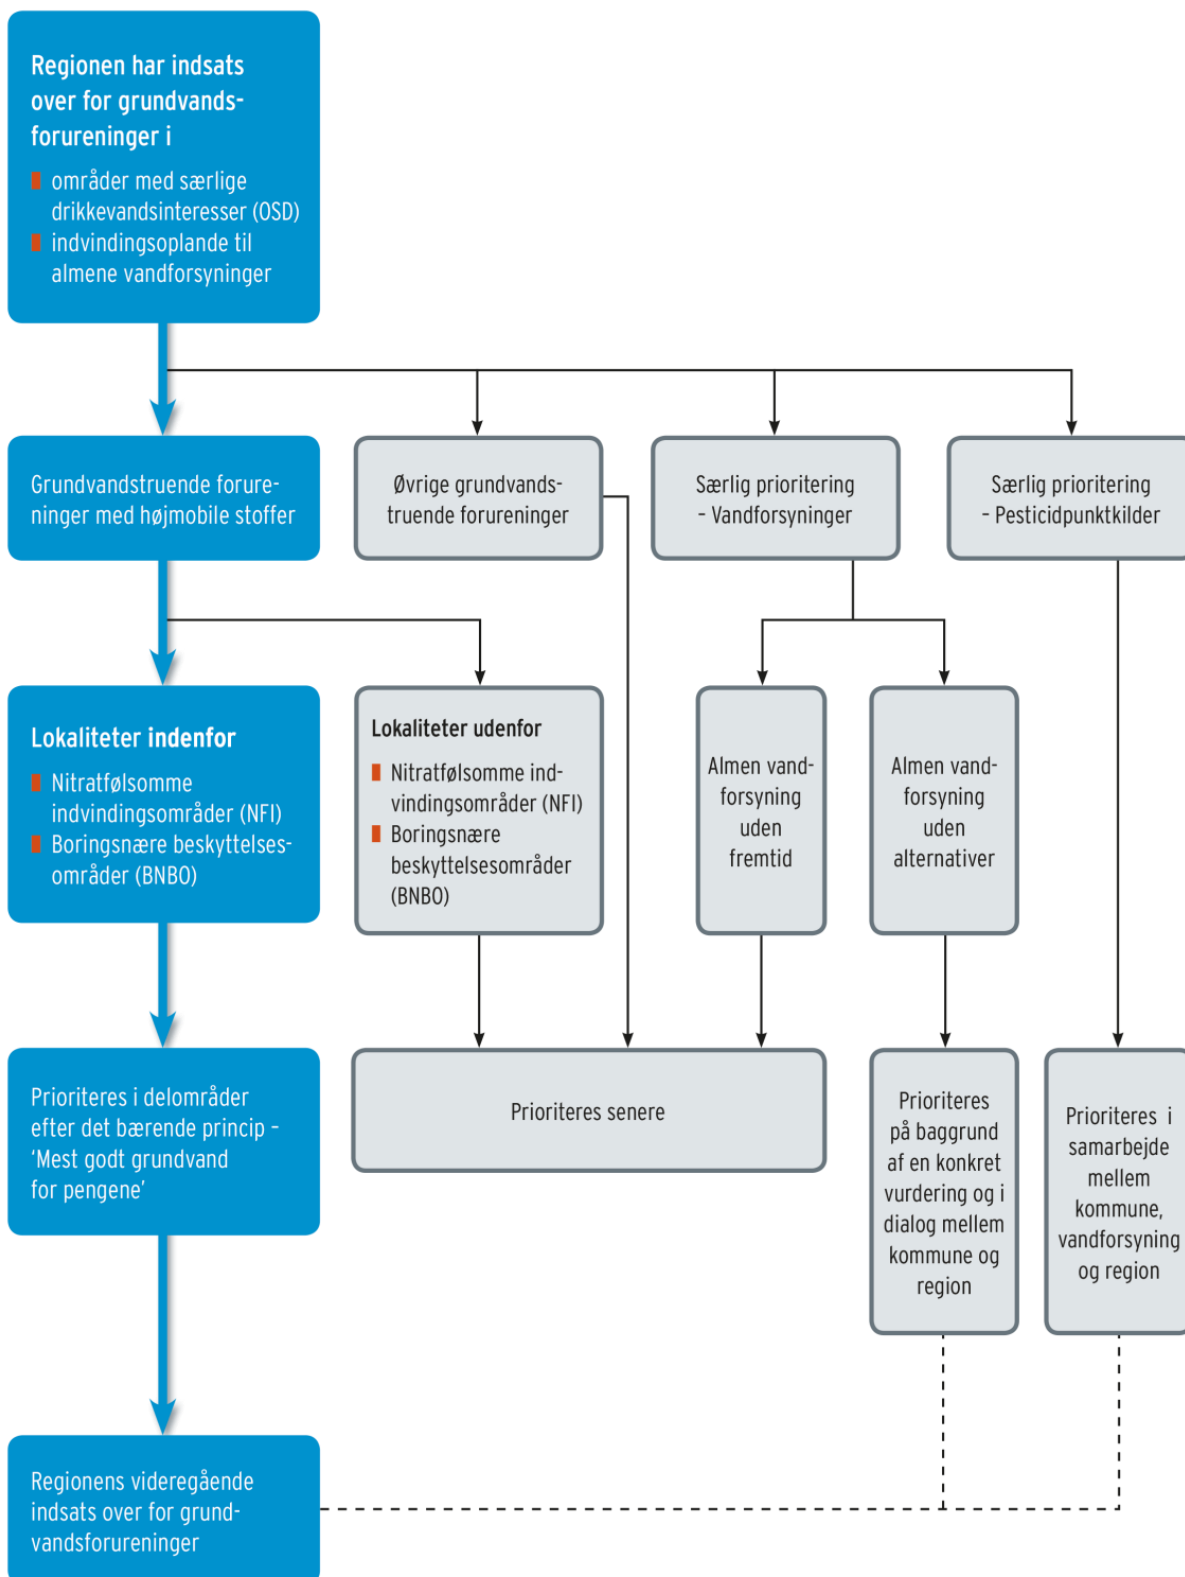 Regionen har indsats
over for grundvands-
forureninger i
områder med særlige
drikkevandsinteresser (OSD)
indvindingsoplande til
almene vandforsyninger
Grundvandstruende forure-
ninger med højmobile stoffer
Øvrige grundvands-
truende forureninger
Særlig prioritering
- Vandforsyninger
Særlig prioritering
- Pesticidpunktkilder
Lokaliteter indenfor
Nitratfølsomme
indvindingsområder (NFI)
Boringsnære beskyttelses-
områder (BNBO)
Lokaliteter udenfor
Nitratfølsomme ind-
vindingsområder (NFI)
Boringsnære
beskyttelsesområder
(BNBO)
Almen vand-
forsyning
uden
fremtid
Almen vand-
forsyning
uden
alternativer
Prioriteres i delområder
efter det bærende princip -
‘Mest godt grundvand
for pengene’
Prioriteres senere
Prioriteres
på baggrund
af en konkret
vurdering og i
dialog mellem
kommune og
region
Prioriteres i
samarbejde
mellem
kommune,
vandforsyning
og region
Regionens videregående
indsats over for grund-
vandsforureninger